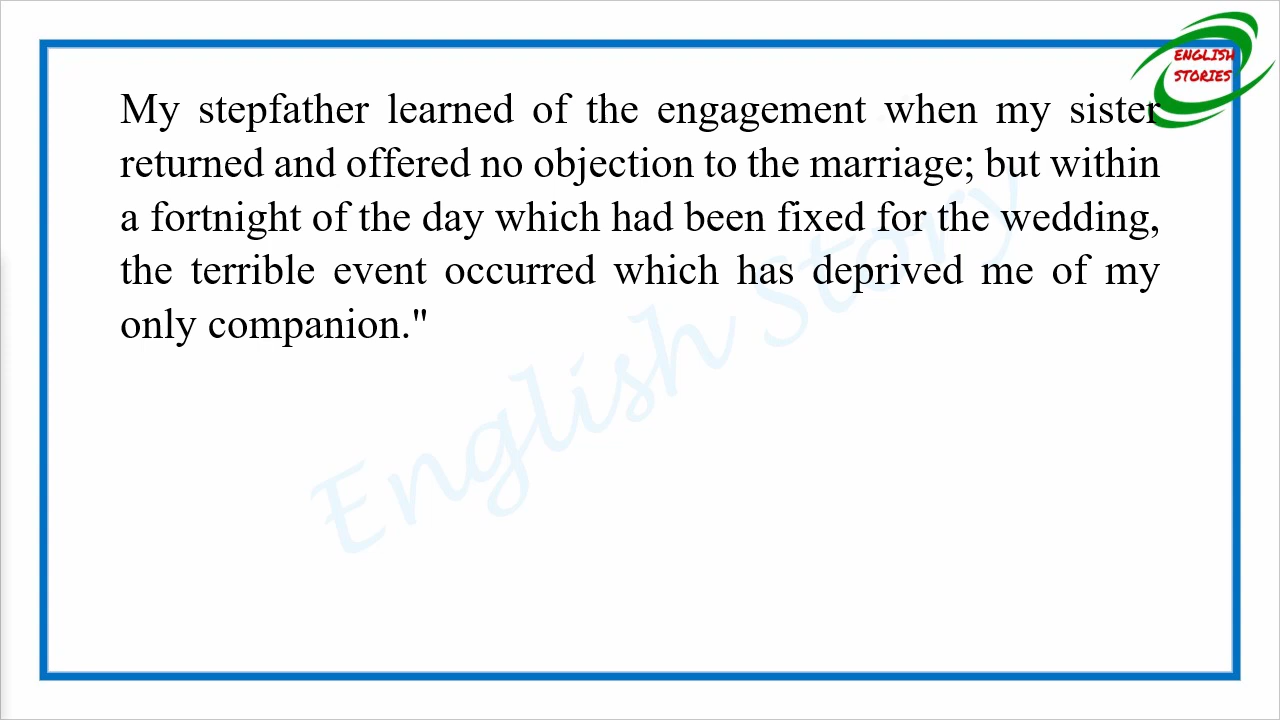 ENGLISH
STORIES
My stepfather learned of the engagement when my sister
returned and offered no objection to the marriage; but within
a fortnight of the day which had been fixed for the wedding,
the terrible event occurred which has deprived me of my
only companion."
English Story